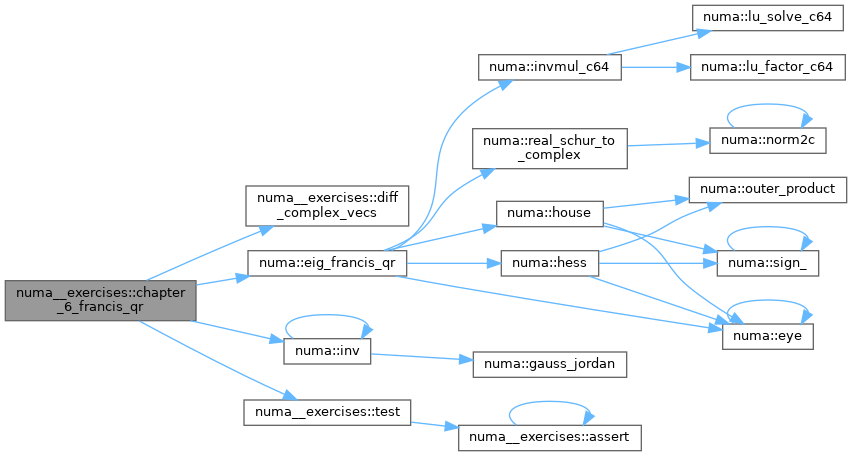 numa::lu_solve_c64
numa::invmul_c64
numa::lu_factor_c64
numa::real_schur_to
_complex
numa::norm2c
numa__exercises::diff
_complex_vecs
numa::outer_product
numa::house
numa::eig_francis_qr
numa::hess
numa::sign_
numa__exercises::chapter
_6_francis_qr
numa::eye
numa::inv
numa::gauss_jordan
numa__exercises::test
numa__exercises::assert